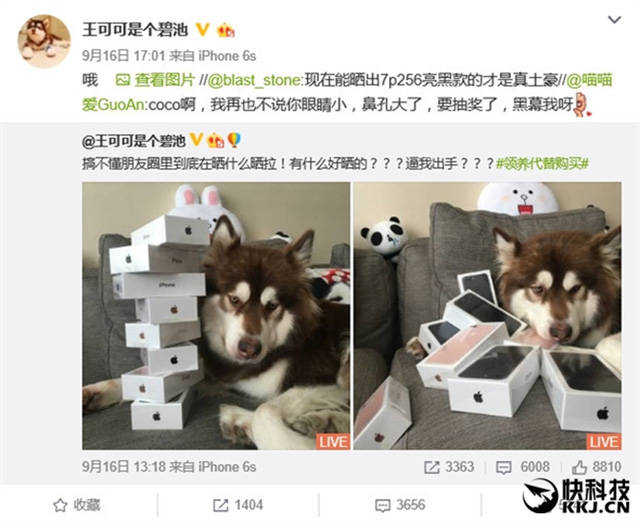 王可可是个碧池
9月16日 17:01 来自 iPhone 6s
哦 查看图片 //@blast_stone:现在能晒出7p256亮黑款的才是真土豪//@喵喵
爱GuoAn:coco啊，我再也不说你眼睛小，鼻孔大了，要抽奖了，黑幕我呀
@王可可是个碧池
搞不懂朋友圈里到底在晒什么晒拉！有什么好晒的？？？逼我出手？？？#领养代替购买#
iPhone
LIVE
LIVE
9月16日 13:18 来自 iPhone 6s
3363
6008
8810
收藏
1404
3656
快科技
KKJ.CN